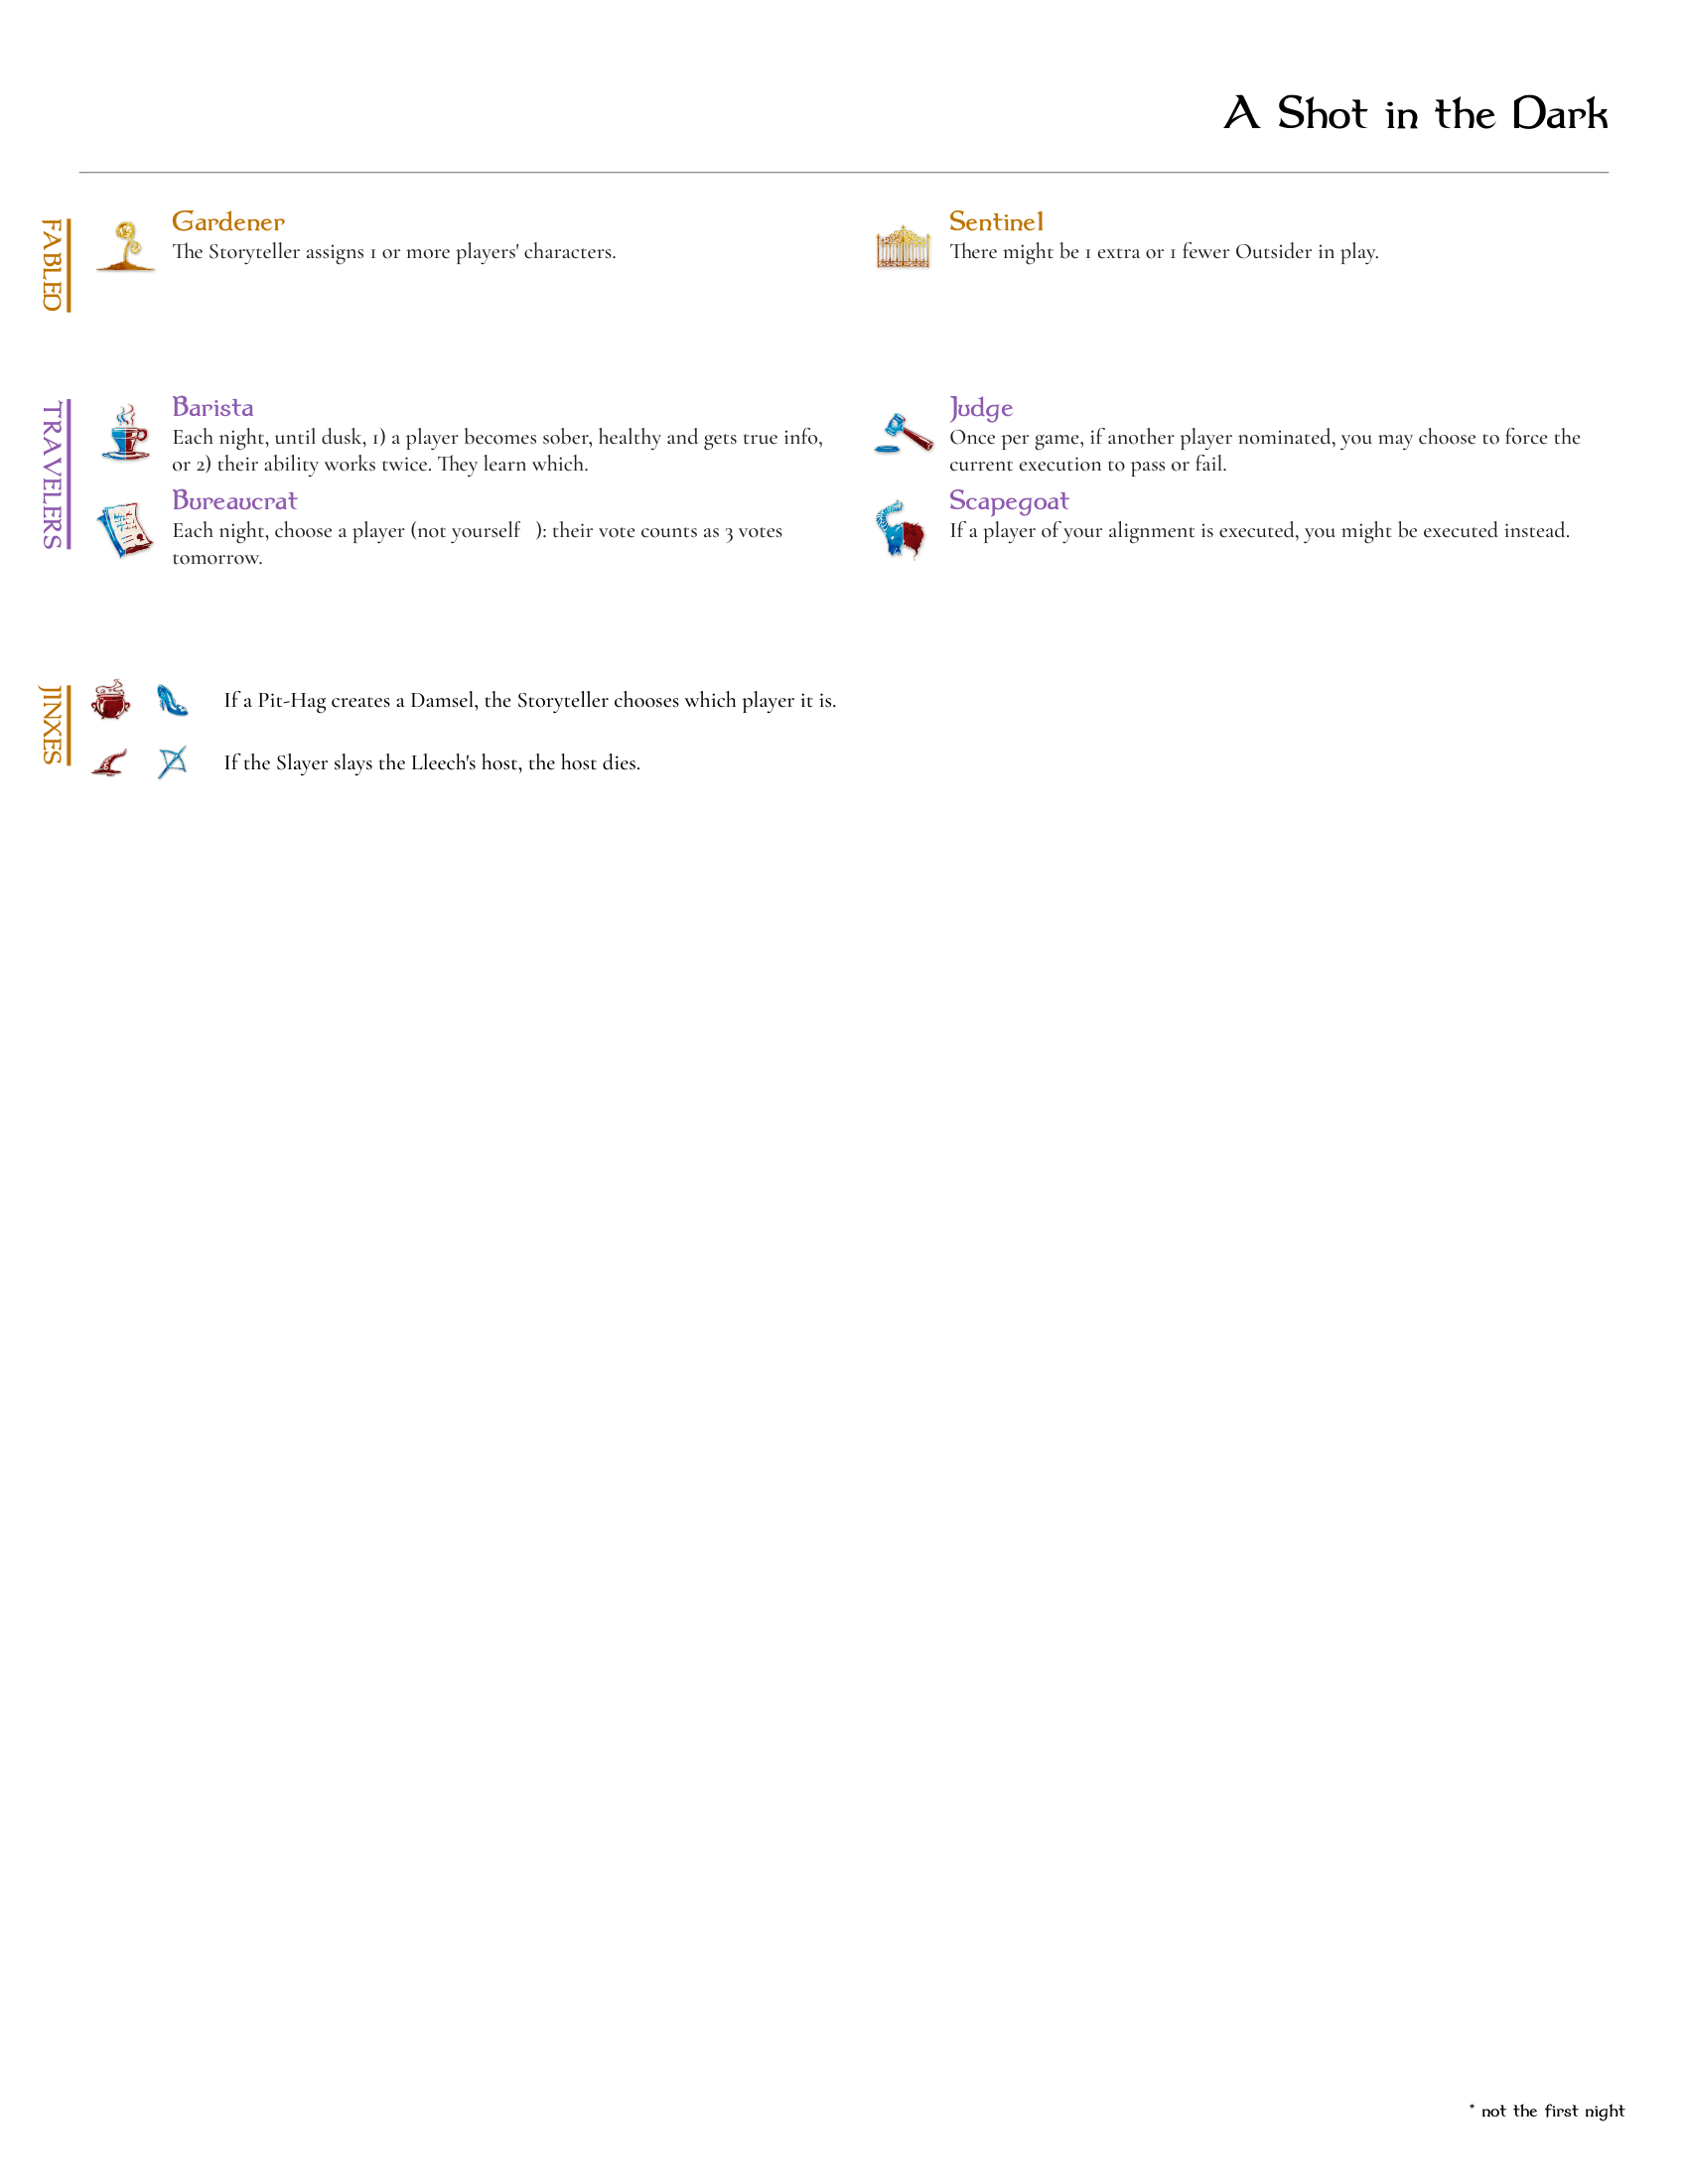 A Shot in the Dark
FABLED
Gardener
The Storyteller assigns 1 or more players' characters.
Sentinel
There might be 1 extra or 1 fewer Outsider in play.
TRAVELERS
Barista
Each night, until dusk, 1) a player becomes sober, healthy and gets true info,
or 2) their ability works twice. They learn which.
Judge
Once per game, if another player nominated, you may choose to force the
current execution to pass or fail.
Bureaucrat
Each night, choose a player (not yourself ): their vote counts as 3 votes
tomorrow.
Scapegoat
If a player of your alignment is executed, you might be executed instead.
JINXES
If a Pit-Hag creates a Damsel, the Storyteller chooses which player it is.
If the Slayer slays the Lleech's host, the host dies.
* not the first night